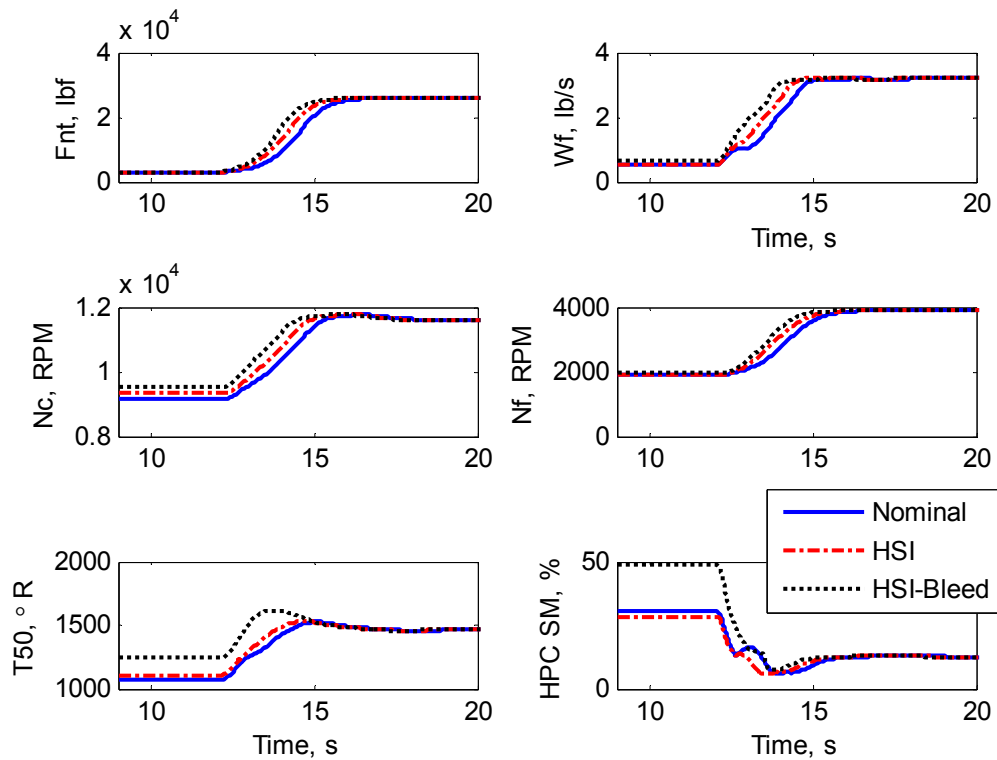 x 10^4
4
2
0
Fnt, lbf
10
15
20
4
2
0
Wf, lb/s
10
15
20
Time, s
x 10^4
1.2
1
0.8
Nc, RPM
10
15
20
4000
2000
0
Nf, RPM
10
15
20
2000
1500
1000
T50, ° R
10
15
20
Time, s
Nominal
HSI
HSI-Bleed
50
0
HPC SM, %
10
15
20
Time, s